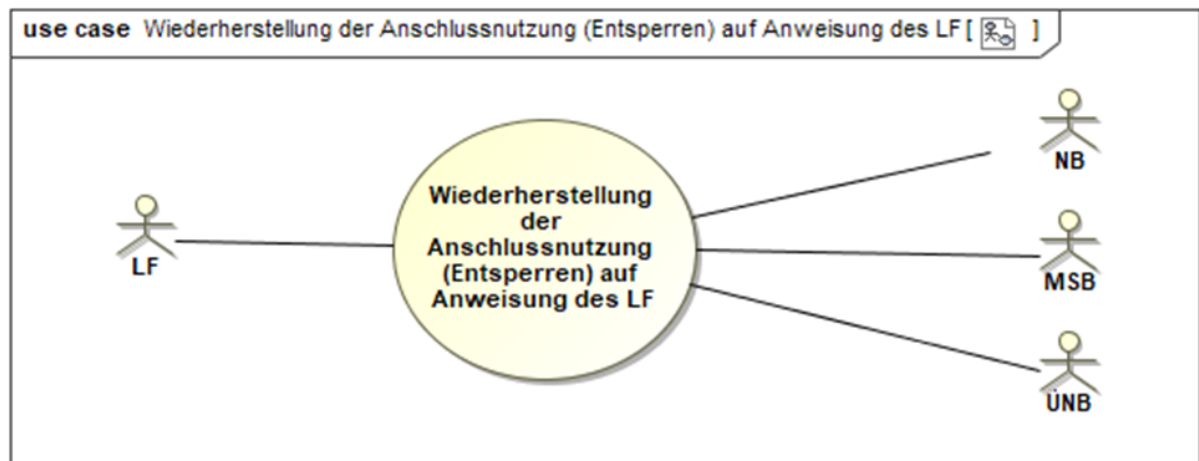 use case Wiederherstellung der Anschlussnutzung (Entsperren) auf Anweisung des LF [ ]
NB
Wiederherstellung
der
Anschlussnutzung
(Entsperren) auf
Anweisung des LF
LF
MSB
ÜNB